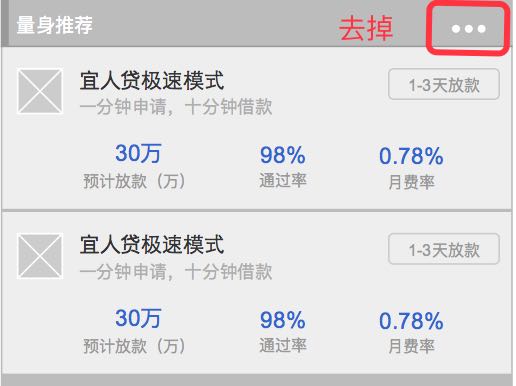 量身推荐 去掉
宜人贷极速模式 1-3天放款
一分钟申请，十分钟借款
30万 98% 0.78%
预计放款（万） 通过率 月费率
宜人贷极速模式 1-3天放款
一分钟申请，十分钟借款
30万 98% 0.78%
预计放款（万） 通过率 月费率